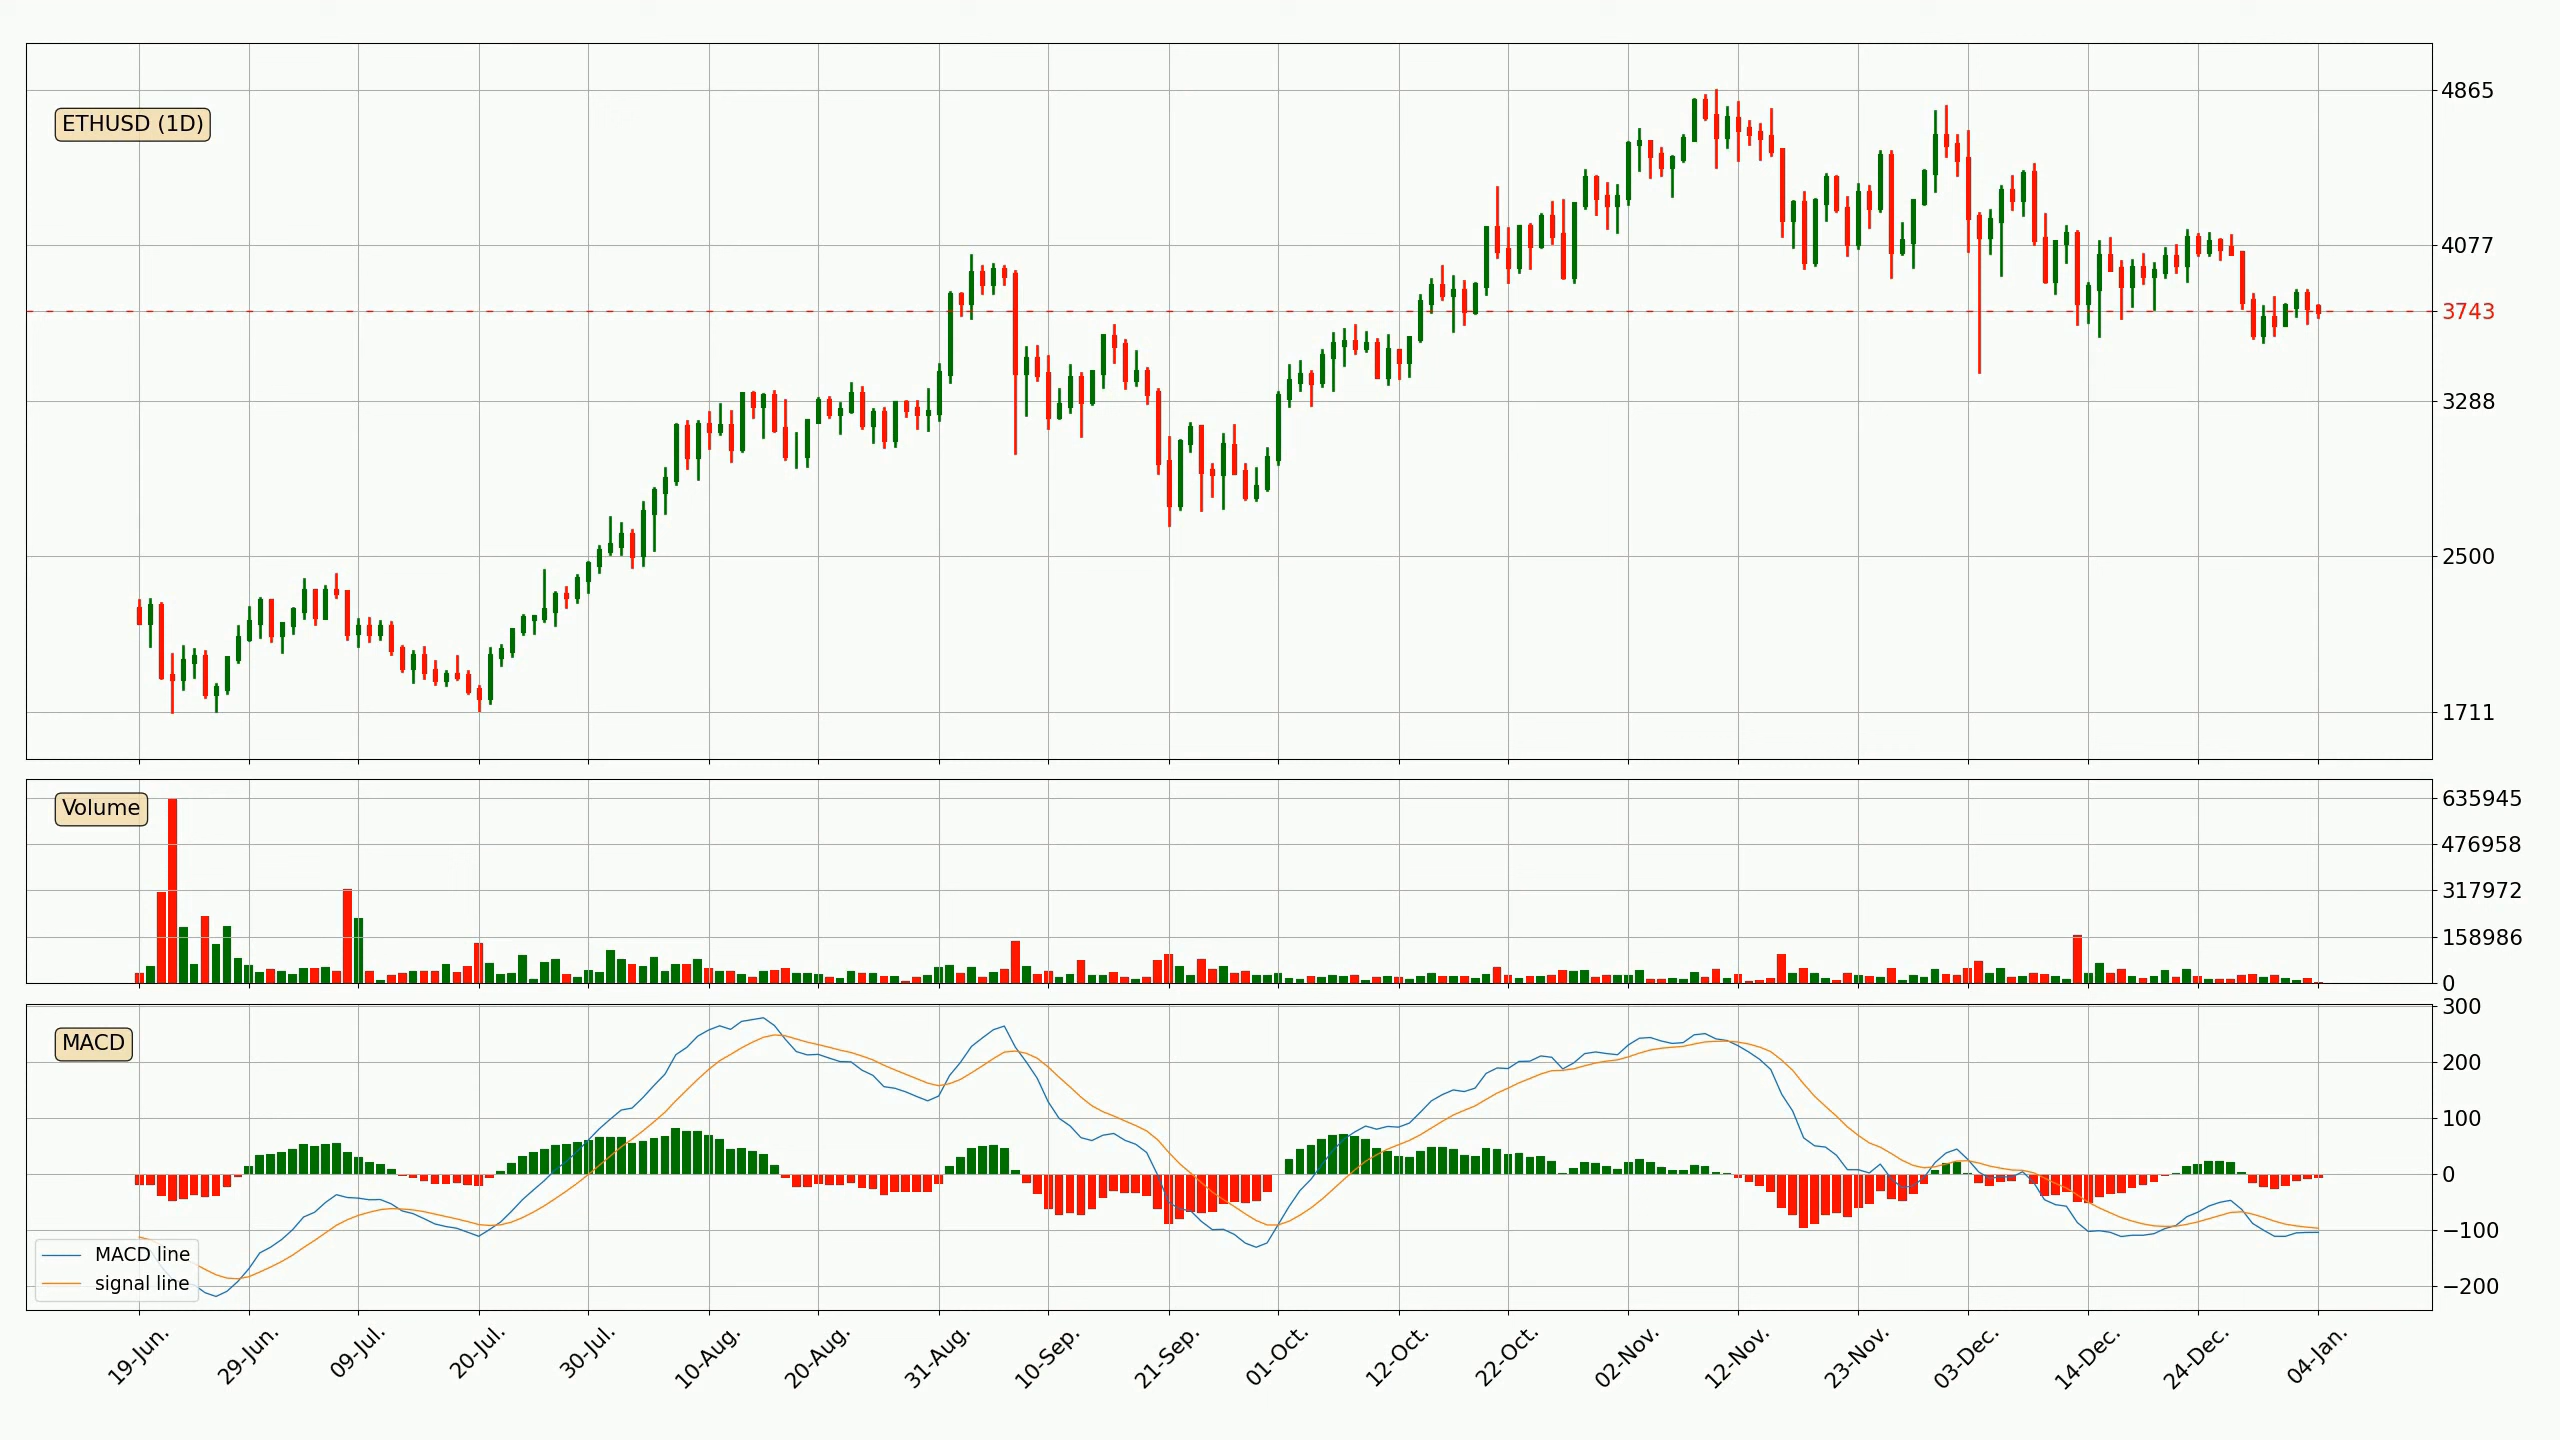 ETHUSD (1D)
4865
4077
3743
3288
2500
1711
Volume
635945
476958
317972
158986
0
MACD
300
200
100
0
−100
−200
MACD line
signal line
19-Jun.
29-Jun.
09-Jul.
20-Jul.
30-Jul.
10-Aug.
20-Aug.
31-Aug.
10-Sep.
21-Sep.
01-Oct.
12-Oct.
22-Oct.
02-Nov.
12-Nov.
23-Nov.
03-Dec.
14-Dec.
24-Dec.
04-Jan.